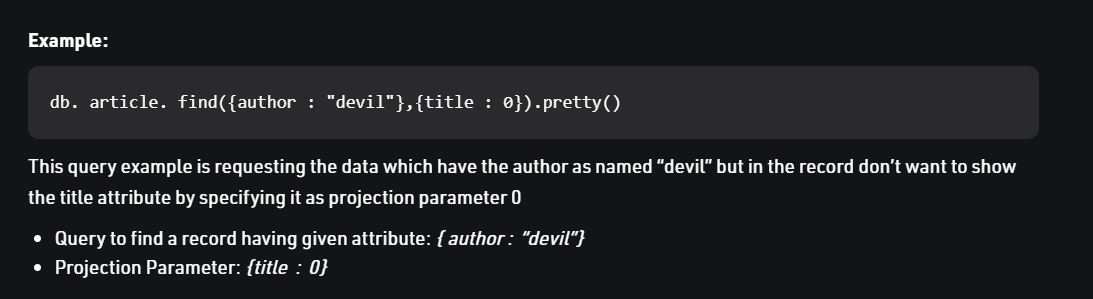 Example:
db. article. find({author : "devil"},{title : 0}).pretty()
This query example is requesting the data which have the author as named “devil” but in the record don’t want to show
the title attribute by specifying it as projection parameter 0
• Query to find a record having given attribute: { author : “devil”}
• Projection Parameter: {title : 0}